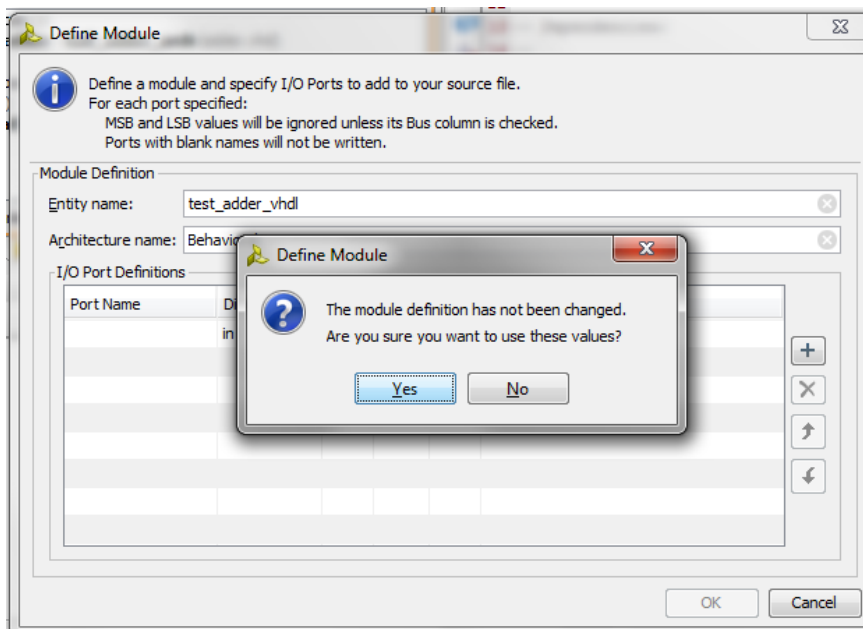 Define Module
Define a module and specify I/O Ports to add to your source file.
For each port specified:
MSB and LSB values will be ignored unless its Bus column is checked.
Ports with blank names will not be written.
Module Definition
Entity name: test_adder_vhdl
Architecture name:
I/O Port Definitions
Port Name
in
Define Module
The module definition has not been changed.
Are you sure you want to use these values?
Yes No
OK Cancel